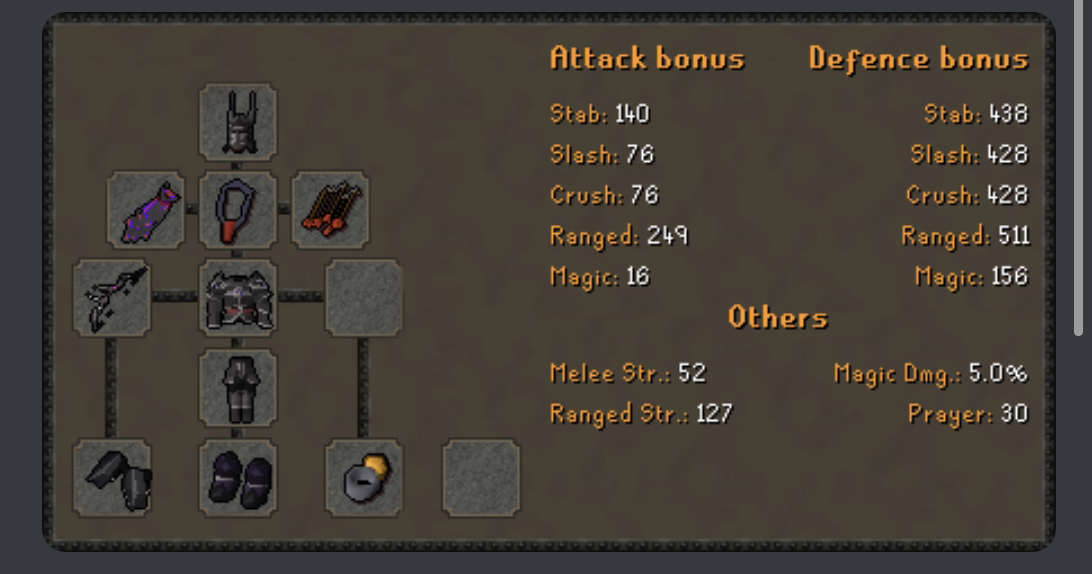 Attack bonus Defence bonus
Stab: 140 Stab: 438
Slash: 76 Slash: 428
Crush: 76 Crush: 428
Ranged: 249 Ranged: 511
Magic: 16 Magic: 156
Others
Melee Str.: 52 Magic Dmg.: 5.0%
Ranged Str.: 127 Prayer: 30